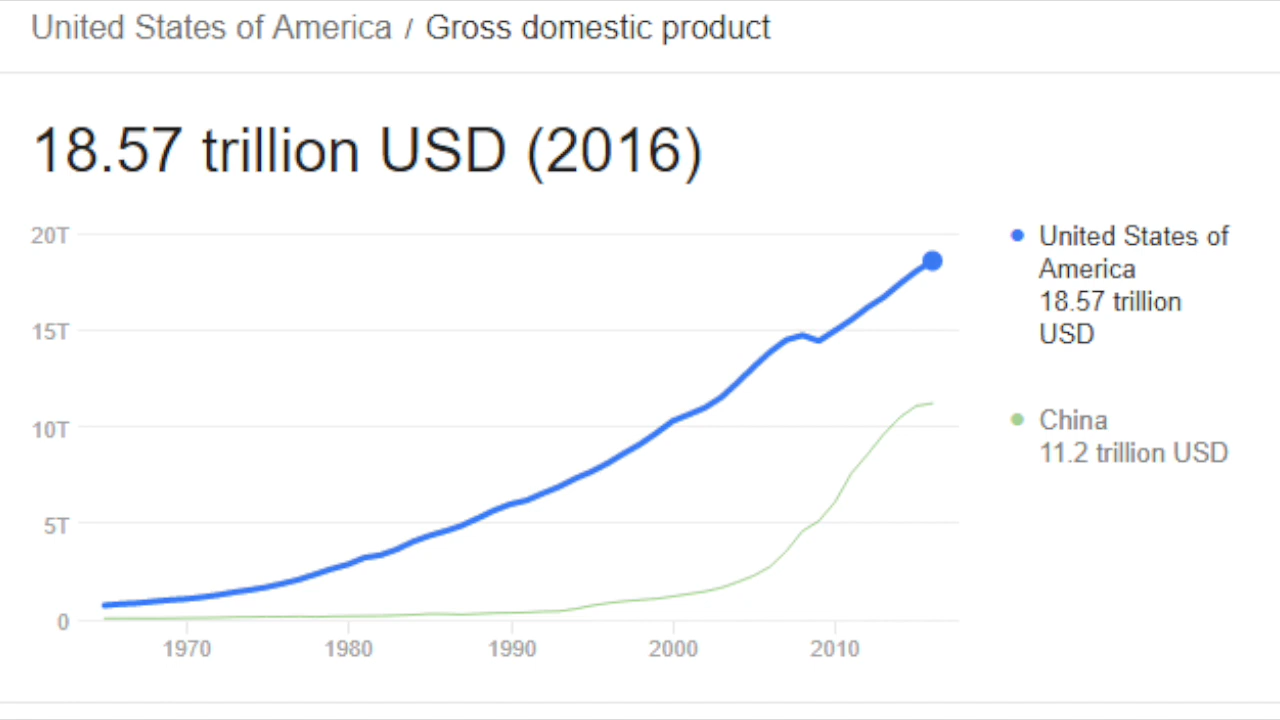 United States of America / Gross domestic product
18.57 trillion USD (2016)
20T
15T
10T
5T
0
1970 1980 1990 2000 2010
United States of
America
18.57 trillion
USD
China
11.2 trillion USD